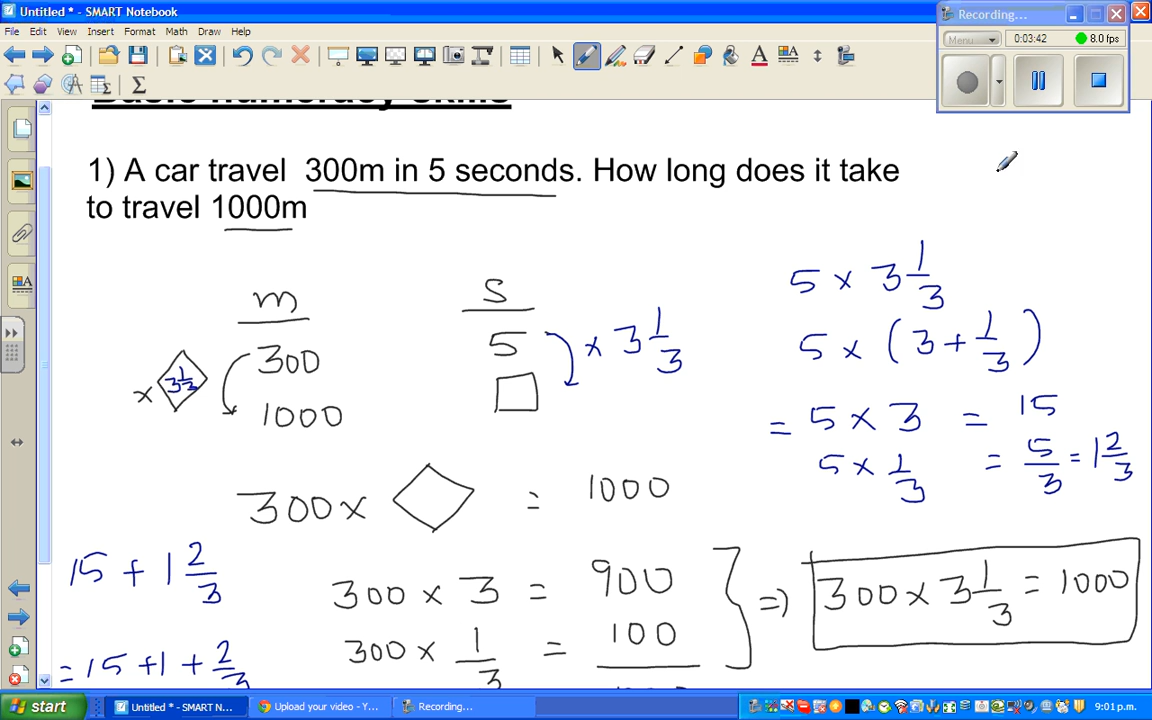 Untitled * - SMART Notebook
File Edit View Insert Format Math Draw Help
Recording...
Menu 0:03:42 8.0 fps
Basic numeracy skills
1) A car travel 300m in 5 seconds. How long does it take
to travel 1000m
m s
300 5 × 3 1/3
× 3 1/3
1000
5 × 3 1/3
5 × (3 + 1/3)
= 5 × 3 = 15
5 × 1/3 = 5/3 = 1 2/3
300 × = 1000
300 × 3 = 900
300 × 1/3 = 100
=> 300 × 3 1/3 = 1000
15 + 1 2/3
= 15 + 1 + 2/3
start Untitled * - SMART N... Upload your video - Y... Recording... 9:01 p.m.